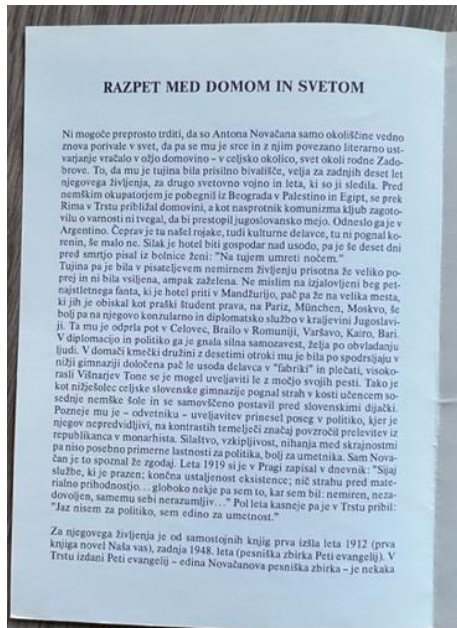 RAZPET MED DOMOM IN SVETOM
Ni mogoče preprosto trditi, da so Antona Novačana samo okoliščine vedno
znova porivale v svet, da pa se mu je srce in z njim povezano literarno ust-
varjanje vračalo v ožjo domovino – v celjsko okolico, svet okoli rodne Zado-
brove. To, da mu je tujina bila prisilno bivališče, velja za zadnjih deset let
njegovega življenja, za drugo svetovno vojno in leta, ki so ji sledila. Pred
nemškim okupatorjem je pobegnil iz Beograda v Palestino in Egipt, se prek
Rima v Trstu približal domovini, a kot nasprotnik komunizma kljub zagoto-
vilu o varnosti ni tvegal, da bi prestopil jugoslovansko mejo. Odneslo ga je v
Argentino. Čeprav je tu našel rojake, tudi kulturne delavce, tu ni pognal ko-
renin, še malo ne. Silak je hotel biti gospodar nad usodo, pa je še deset dni
pred smrtjo pisal iz bolnice ženi: "Na tujem umreti nočem."
Tujina pa je bila v pisateljevem nemirnem življenju prisotna že veliko po-
prej in ni bila vsiljena, ampak zaželena. Ne mislim na izjalovljeni beg pet-
najstletnega fanta, ki je hotel priti v Mandžurijo, pač pa že na velika mesta,
ki jih je obiskal kot praški študent prava, na Pariz, München, Moskvo, še
bolj pa na njegovo konzularno in diplomatsko službo v kraljevini Jugoslavi-
ji. Ta mu je odprla pot v Celovec, Brailo v Romuniji, Varšavo, Kairo, Bari.
V diplomacijo in politiko ga je gnala silna samozavest, želja po obvladanju
ljudi. V domači kmečki družini z desetimi otroki mu je bila po spodrsljaju v
nižji gimnaziji določena pač le usoda delavca v "fabriki" in plečati, visoko-
rasli Višnarjev Tone se je mogel uveljaviti le z močjo svojih pesti. Tako je
kot nižješolec celjske slovenske gimnazije pognal strah v kosti učencem so-
sednje nemške šole in se samovščeno postavil pred slovenskimi dijački.
Pozneje mu je – odvetniku – uveljavitev prinesel poseg v politiko, kjer je
njegov nepredvidljivi, na kontrastih temelječi značaj povzročil prelevitev iz
republikanca v monarhista. Silaštvo, vzkipljivost, nihanja med skrajnostmi
pa niso posebno primerne lastnosti za politika, bolj za umetnika. Sam Nova-
čan je to spoznal že zgodaj. Leta 1919 si je v Pragi zapisal v dnevnik: "Sijaj
službe, ki je prazen; končna ustaljenost eksistence; nič strahu pred mate-
rialno prihodnostjo... globoko nekje pa sem to, kar sem bil: nemiren, neza-
dovoljen, samemu sebi nerazumljiv..." Pol leta kasneje pa je v Trstu pribil:
"Jaz nisem za politiko, sem edino za umetnost."
Za njegovega življenja je od samostojnih knjig prva izšla leta 1912 (prva
knjiga novel Naša vas), zadnja 1948. leta (pesniška zbirka Peti evangelij). V
Trstu izdani Peti evangelij – edina Novačanova pesniška zbirka – je nekaka